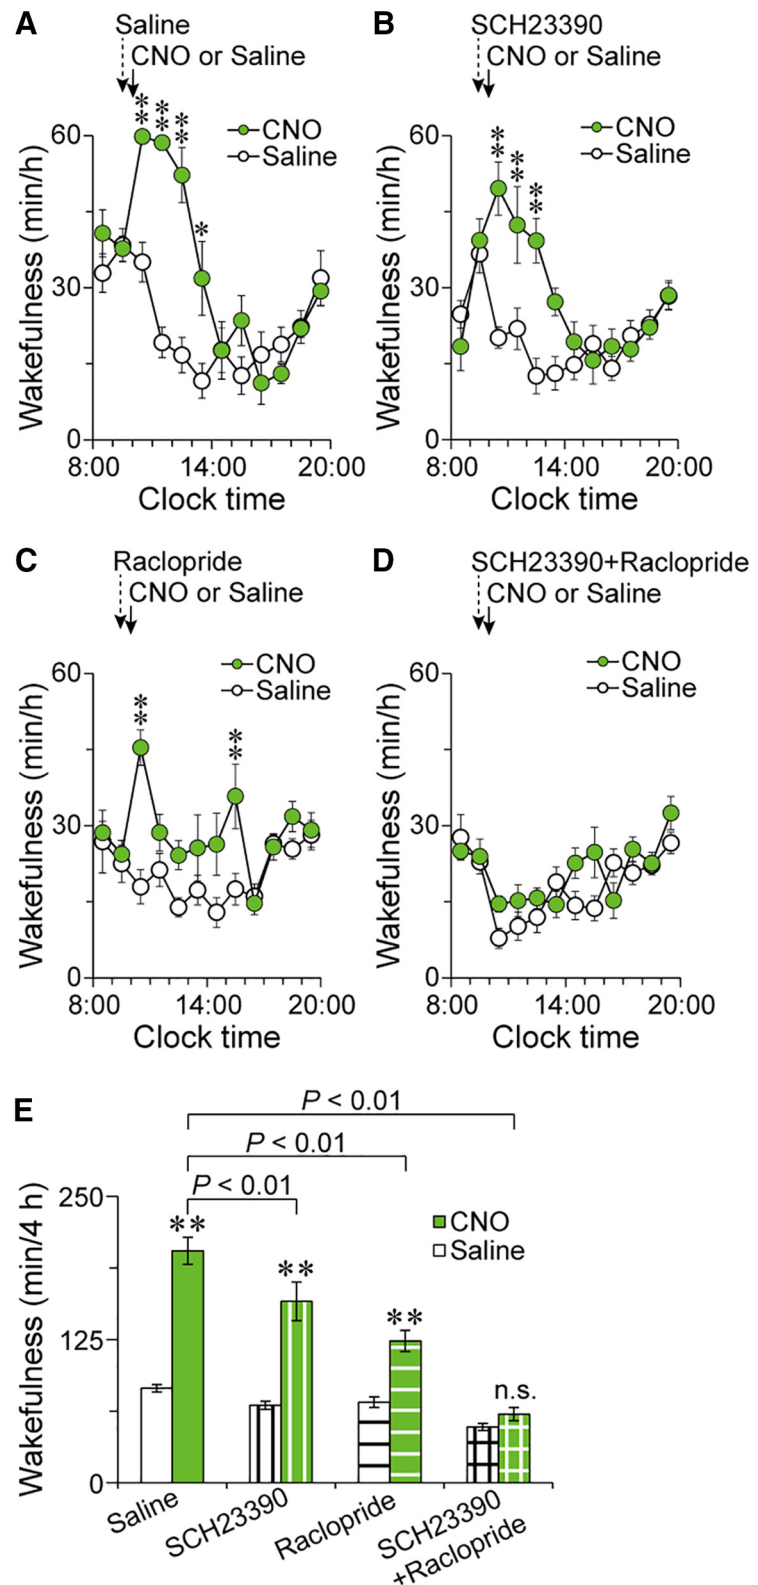 A
Saline
CNO or Saline
** ** **
*
CNO
Saline
60
30
0
Wakefulness (min/h)
8:00 14:00 20:00
Clock time
B
SCH23390
CNO or Saline
** ** **
CNO
Saline
60
30
0
Wakefulness (min/h)
8:00 14:00 20:00
Clock time
C
Raclopride
CNO or Saline
** **
CNO
Saline
60
30
0
Wakefulness (min/h)
8:00 14:00 20:00
Clock time
D
SCH23390+Raclopride
CNO or Saline
CNO
Saline
60
30
0
Wakefulness (min/h)
8:00 14:00 20:00
Clock time
E
P < 0.01
P < 0.01
P < 0.01
250
125
0
Wakefulness (min/4 h)
**
**
**
n.s.
CNO
Saline
Saline
SCH23390
Raclopride
SCH23390
+Raclopride